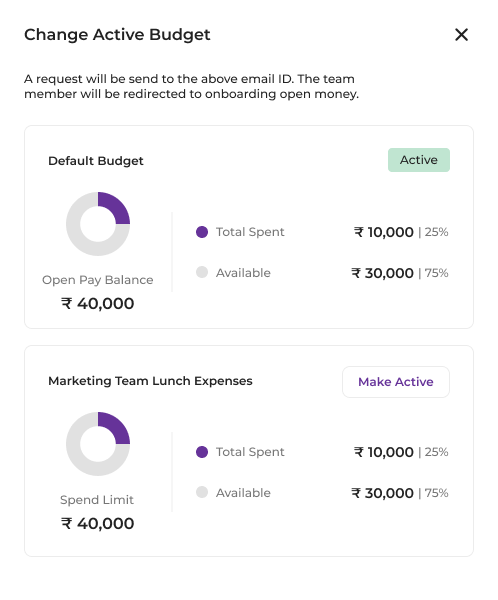 Change Active Budget
A request will be send to the above email ID. The team
member will be redirected to onboarding open money.
Default Budget
Active
Total Spent
₹ 10,000 | 25%
Available
₹ 30,000 | 75%
Open Pay Balance
₹ 40,000
Marketing Team Lunch Expenses
Make Active
Total Spent
₹ 10,000 | 25%
Available
₹ 30,000 | 75%
Spend Limit
₹ 40,000